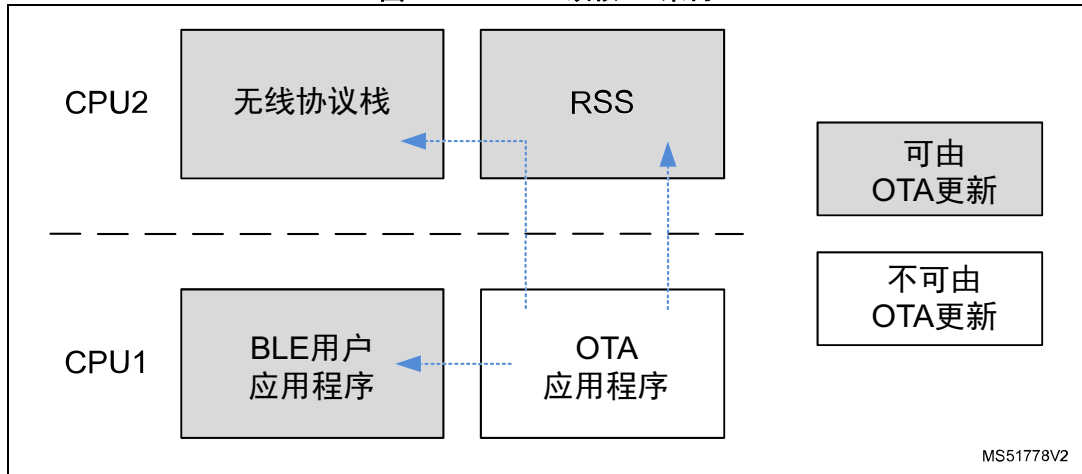 CPU2
无线协议栈
RSS
可由
OTA更新
不可由
OTA更新
CPU1
BLE用户
应用程序
OTA
应用程序
MS51778V2